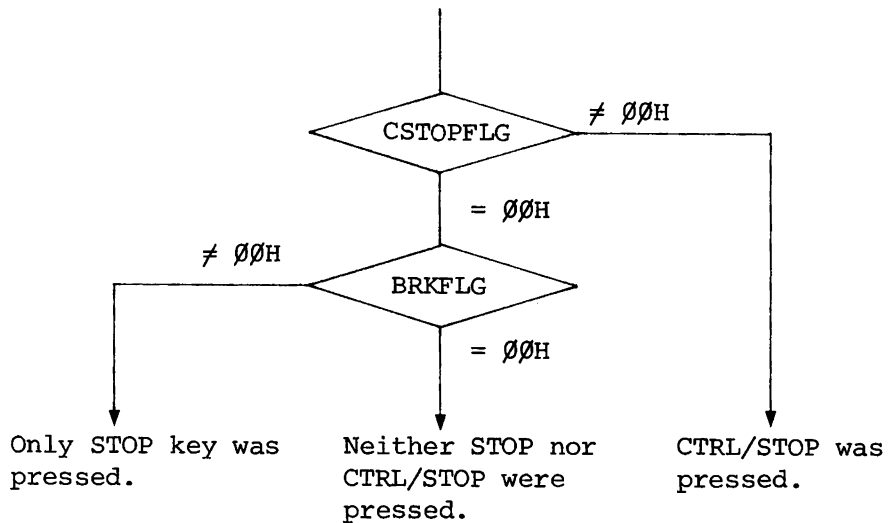 CSTOPFLG
≠ ØØH
= ØØH
≠ ØØH
BRKFLG
= ØØH
Only STOP key was
pressed.
Neither STOP nor
CTRL/STOP were
pressed.
CTRL/STOP was
pressed.